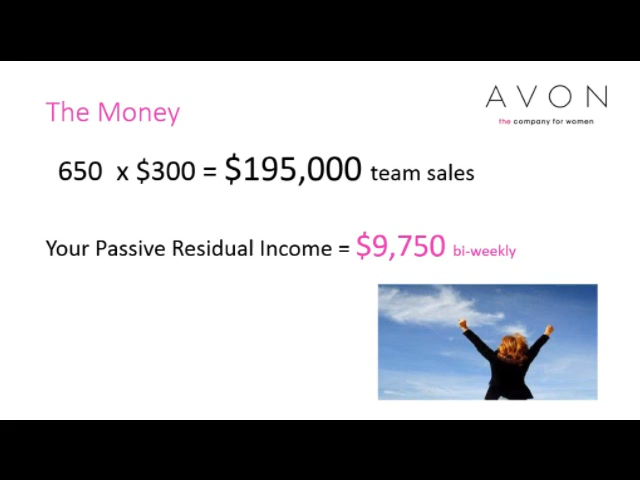 AVON
the company for women
The Money
650 x $300 = $195,000 team sales
Your Passive Residual Income = $9,750 bi-weekly